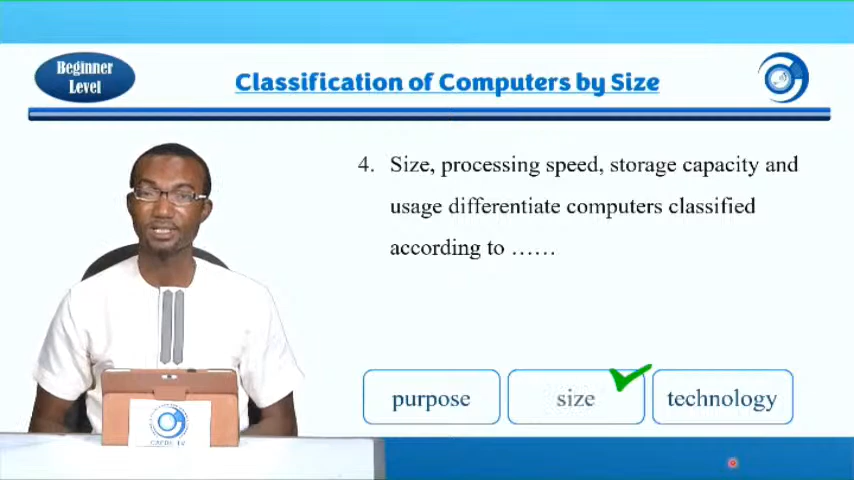 Beginner
Level
Classification of Computers by Size
4. Size, processing speed, storage capacity and
usage differentiate computers classified
according to ......
purpose
size
technology